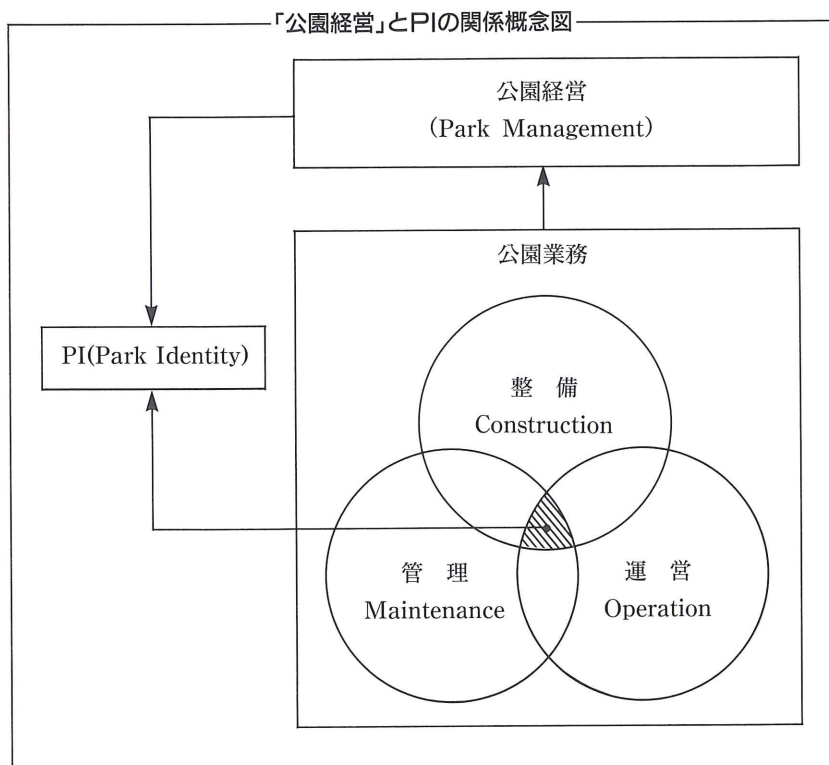 「公園経営」とPIの関係概念図
公園経営
(Park Management)
公園業務
PI(Park Identity)
整　備
Construction
管　理
Maintenance
運　営
Operation